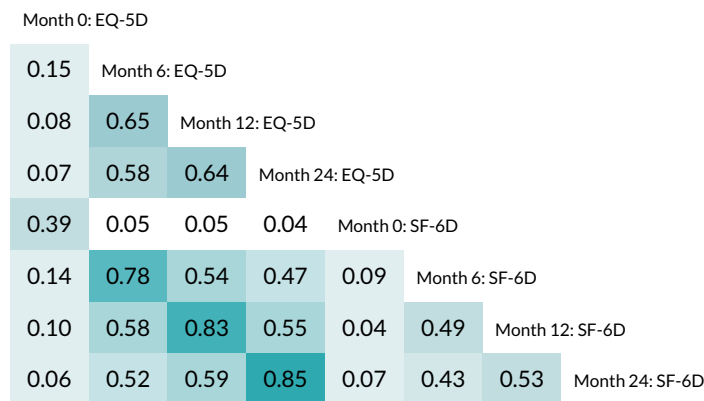 Month 0: EQ-5D
0.15 Month 6: EQ-5D
0.08 0.65 Month 12: EQ-5D
0.07 0.58 0.64 Month 24: EQ-5D
0.39 0.05 0.05 0.04 Month 0: SF-6D
0.14 0.78 0.54 0.47 0.09 Month 6: SF-6D
0.10 0.58 0.83 0.55 0.04 0.49 Month 12: SF-6D
0.06 0.52 0.59 0.85 0.07 0.43 0.53 Month 24: SF-6D